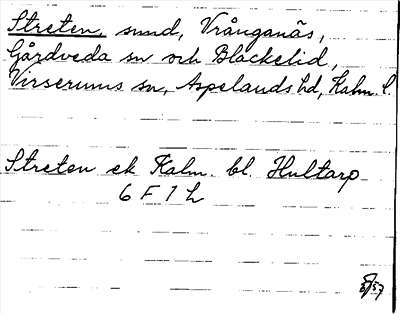 Streten, sund, Vrånganäs,
Gårdveda sn och Blackelid,
Virserums sn, Aspelands hd, Kalm. l.
Streten ek Kalm. bl. Hultarp
6 F 1 h